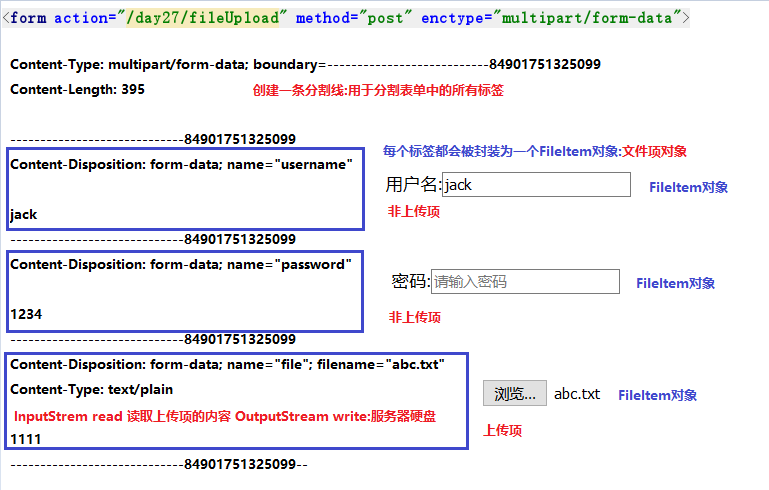 <form action="/day27/fileUpload" method="post" enctype="multipart/form-data">
Content-Type: multipart/form-data; boundary=---------------------------84901751325099
Content-Length: 395 创建一条分割线:用于分割表单中的所有标签
-----------------------------84901751325099
每个标签都会被封装为一个FileItem对象:文件项对象
Content-Disposition: form-data; name="username"
用户名:jack FileItem对象
jack 非上传项
-----------------------------84901751325099
Content-Disposition: form-data; name="password"
密码:请输入密码 FileItem对象
1234 非上传项
-----------------------------84901751325099
Content-Disposition: form-data; name="file"; filename="abc.txt"
Content-Type: text/plain
浏览... abc.txt FileItem对象
InputStrem read 读取上传项的内容 OutputStream write:服务器硬盘
上传项
1111
-----------------------------84901751325099--